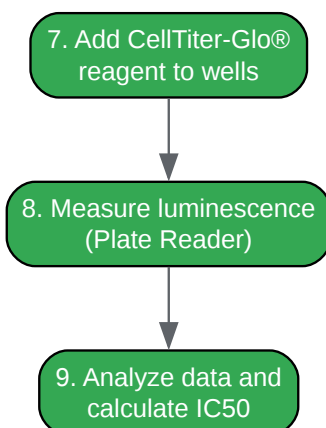 7. Add CellTiter-Glo®
reagent to wells
8. Measure luminescence
(Plate Reader)
9. Analyze data and
calculate IC50